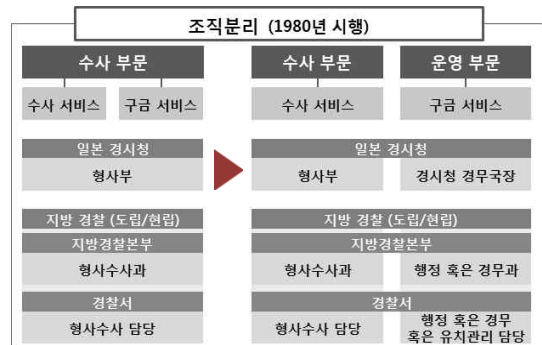 조직분리 (1980년 시행)
수사 부문
수사 서비스 구금 서비스
일본 경시청
형사부
지방 경찰 (도립/현립)
지방경찰본부
형사수사과
경찰서
형사수사 담당
수사 부문 운영 부문
수사 서비스 구금 서비스
일본 경시청
형사부 경시청 경무국장
지방 경찰 (도립/현립)
지방경찰본부
형사수사과 행정 혹은 경무과
경찰서
형사수사 담당 행정 혹은 경무
혹은 유치관리 담당